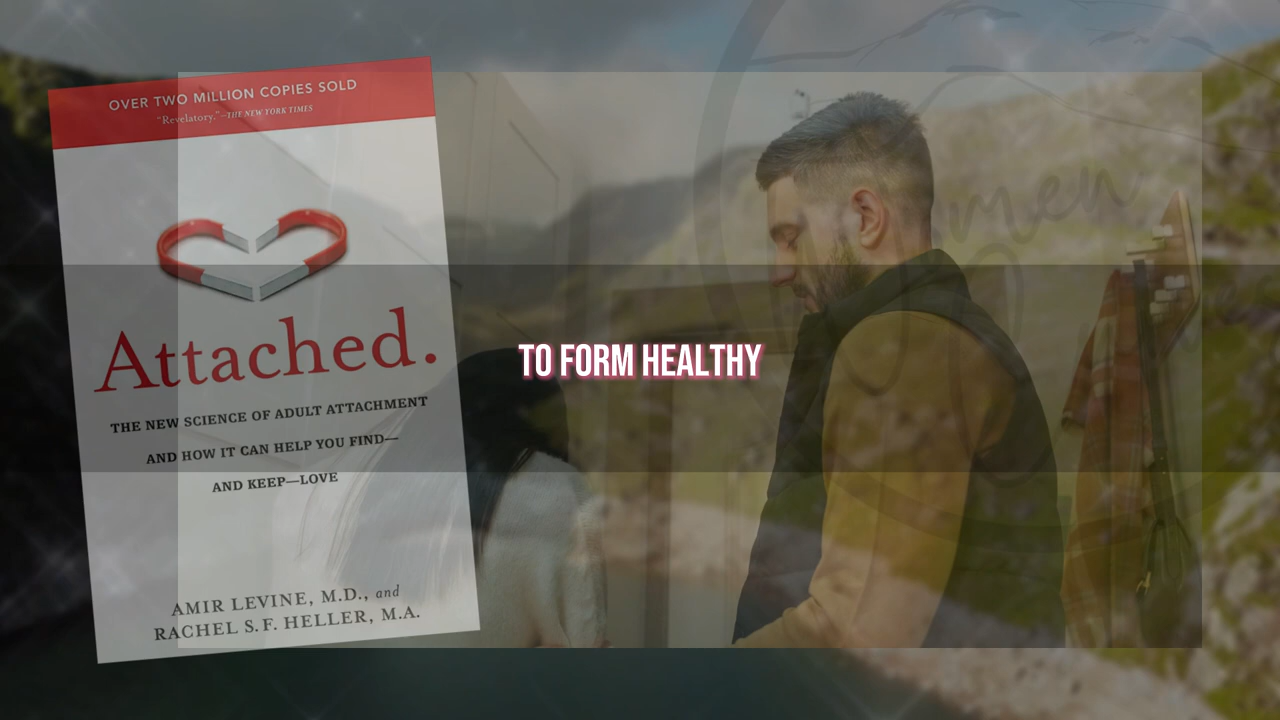 OVER TWO MILLION COPIES SOLD
"Revelatory."—THE NEW YORK TIMES
Attached.
THE NEW SCIENCE OF ADULT ATTACHMENT
AND HOW IT CAN HELP YOU FIND—
AND KEEP—LOVE
AMIR LEVINE, M.D., and
RACHEL S. F. HELLER, M.A.
TO FORM HEALTHY
men